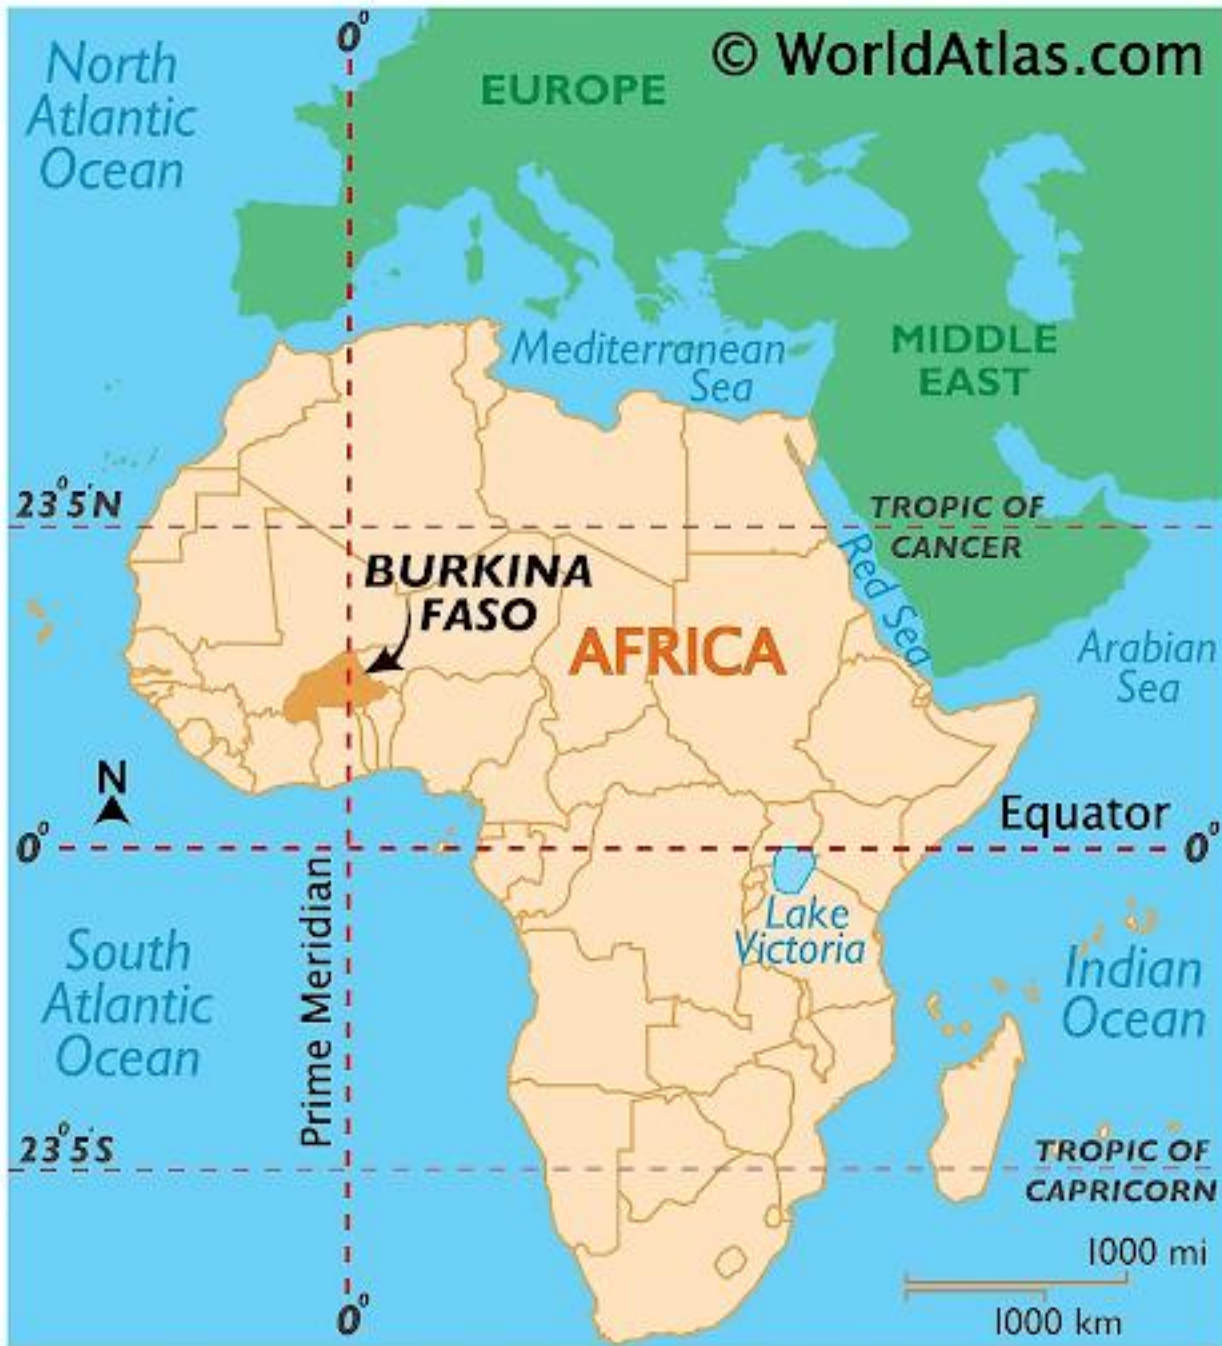 0°
© WorldAtlas.com
North
Atlantic
Ocean
EUROPE
Mediterranean
Sea
MIDDLE
EAST
23°5'N
TROPIC OF
CANCER
BURKINA
FASO
Red Sea
AFRICA
Arabian
Sea
N
Equator
0°
0°
Lake
Victoria
Prime Meridian
South
Atlantic
Ocean
Indian
Ocean
23°5'S
TROPIC OF
CAPRICORN
1000 mi
1000 km
0°